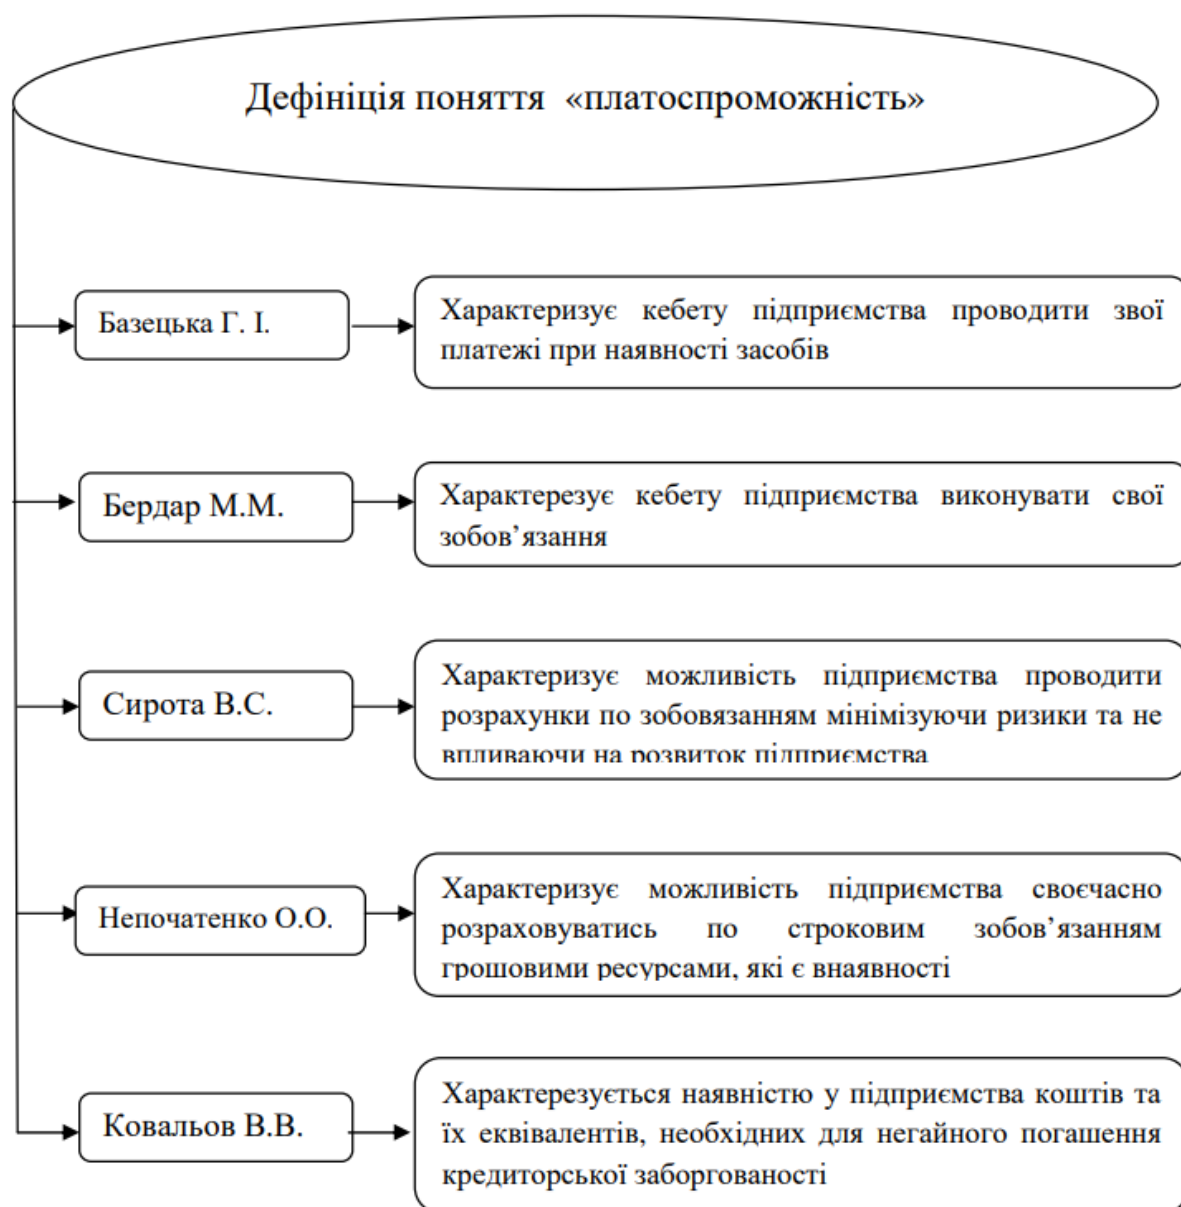 Дефініція поняття «платоспроможність»
Базецька Г. І.
Характеризує кебету підприємства проводити звої
платежі при наявності засобів
Бердар М.М.
Характерезує кебету підприємства виконувати свої
зобов’язання
Сирота В.С.
Характеризує можливість підприємства проводити
розрахунки по зобовязанням мінімізуючи ризики та не
впливаючи на розвиток підприємства
Непочатенко О.О.
Характеризує можливість підприємства своєчасно
розраховуватись по строковим зобов’язанням
грошовими ресурсами, які є внаявності
Ковальов В.В.
Характерезується наявністю у підприємства коштів та
їх еквівалентів, необхідних для негайного погашення
кредиторської заборгованості